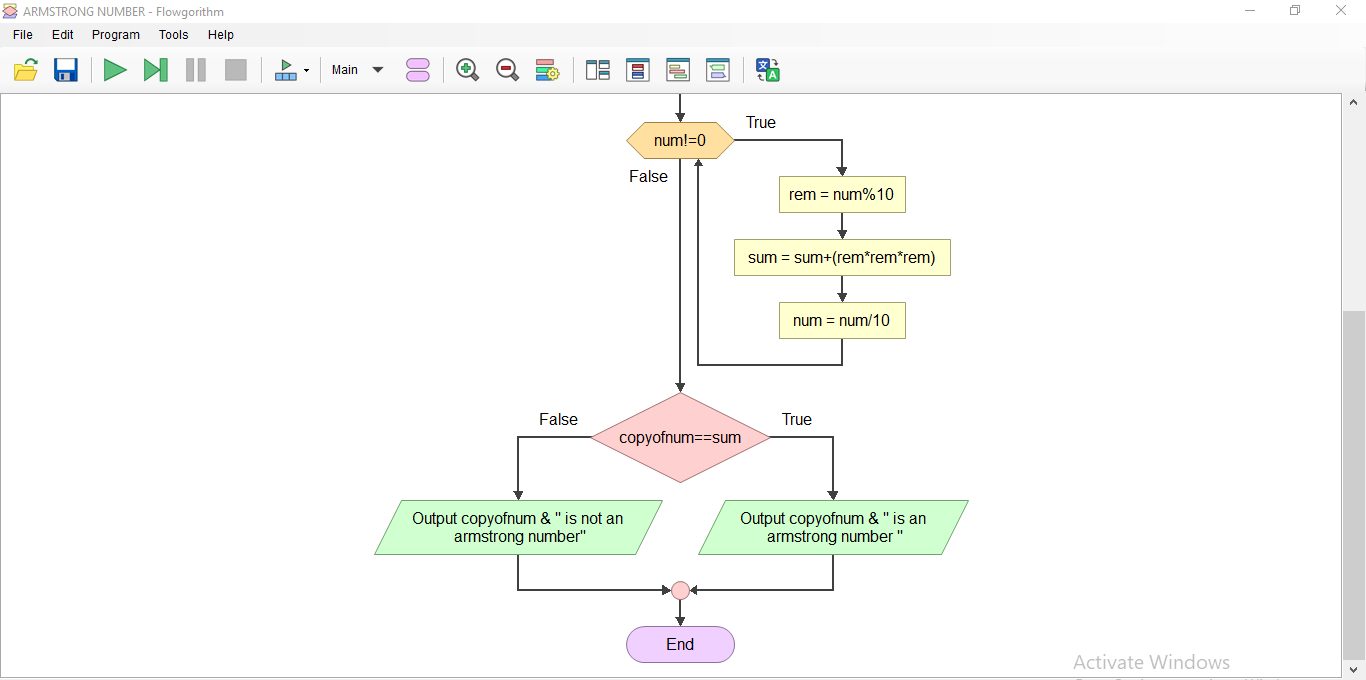 ARMSTRONG NUMBER - Flowgorithm
File Edit Program Tools Help
Main
True
num!=0
False
rem = num%10
sum = sum+(rem*rem*rem)
num = num/10
False
True
copyofnum==sum
Output copyofnum & " is not an
armstrong number"
Output copyofnum & " is an
armstrong number "
End
Activate Windows